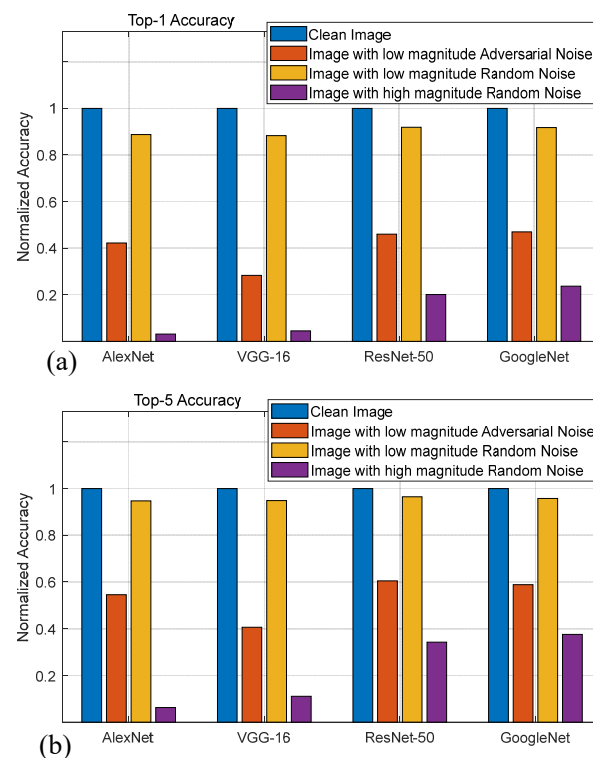 Top-1 Accuracy
Clean Image
Image with low magnitude Adversarial Noise
Image with low magnitude Random Noise
Image with high magnitude Random Noise
Normalized Accuracy
1
0.8
0.6
0.4
0.2
(a)
AlexNet VGG-16 ResNet-50 GoogleNet
Top-5 Accuracy
Clean Image
Image with low magnitude Adversarial Noise
Image with low magnitude Random Noise
Image with high magnitude Random Noise
Normalized Accuracy
1
0.8
0.6
0.4
0.2
(b)
AlexNet VGG-16 ResNet-50 GoogleNet